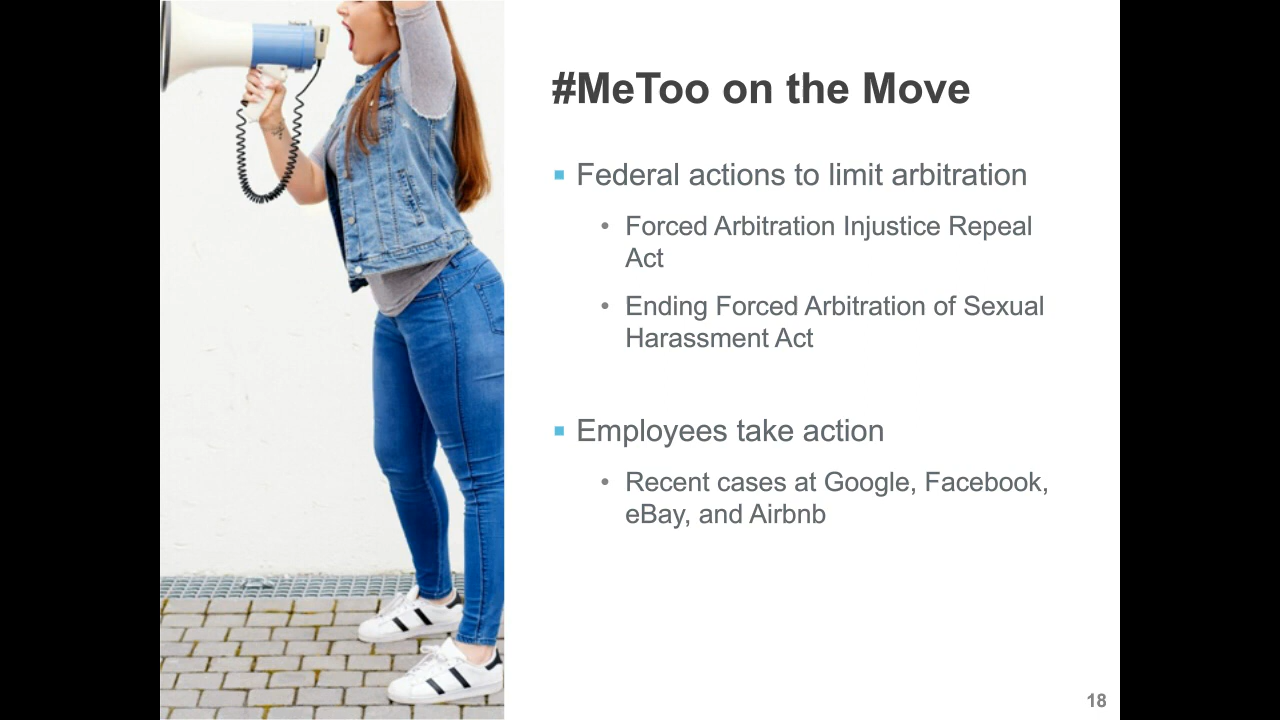 #MeToo on the Move
▪ Federal actions to limit arbitration
• Forced Arbitration Injustice Repeal
Act
• Ending Forced Arbitration of Sexual
Harassment Act
▪ Employees take action
• Recent cases at Google, Facebook,
eBay, and Airbnb
18